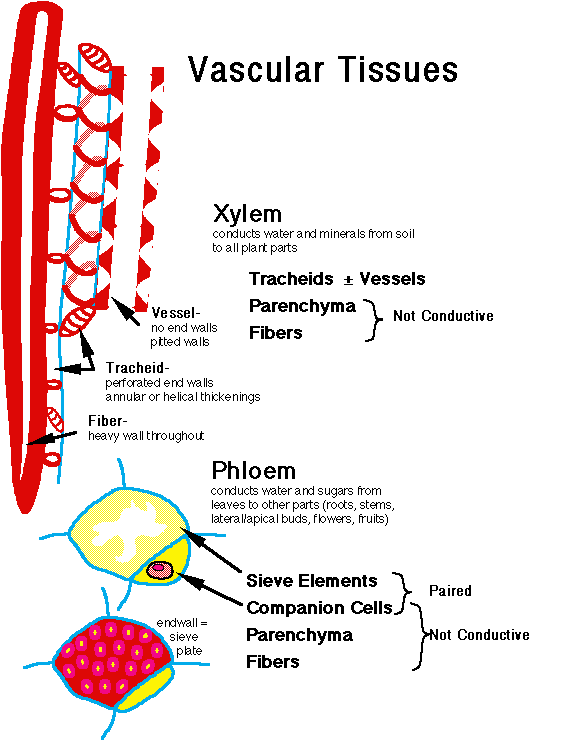 Vascular Tissues
Xylem
conducts water and minerals from soil
to all plant parts
Tracheids ± Vessels
Parenchyma
Fibers
Not Conductive
Vessel-
no end walls
pitted walls
Tracheid-
perforated end walls
annular or helical thickenings
Fiber-
heavy wall throughout
Phloem
conducts water and sugars from
leaves to other parts (roots, stems,
lateral/apical buds, flowers, fruits)
Sieve Elements
Companion Cells
Paired
Parenchyma
Fibers
Not Conductive
endwall =
sieve
plate